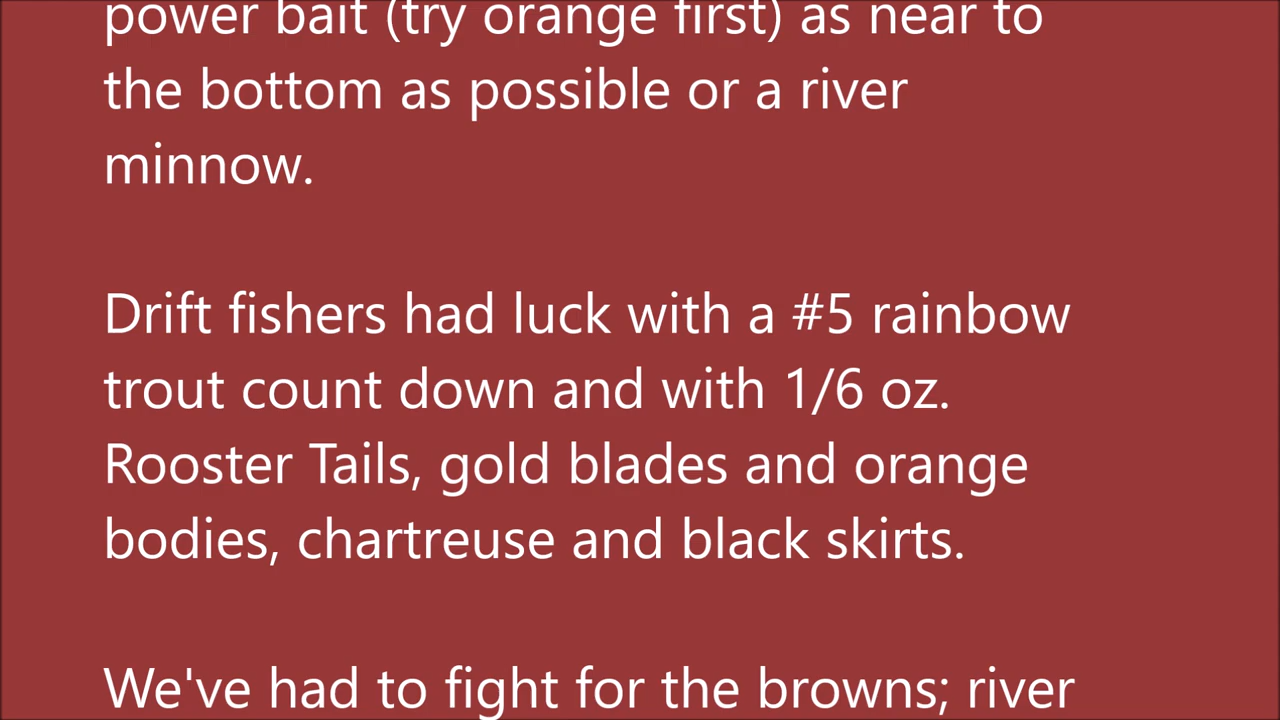 power bait (try orange first) as near to
the bottom as possible or a river
minnow.
Drift fishers had luck with a #5 rainbow
trout count down and with 1/6 oz.
Rooster Tails, gold blades and orange
bodies, chartreuse and black skirts.
We've had to fight for the browns; river